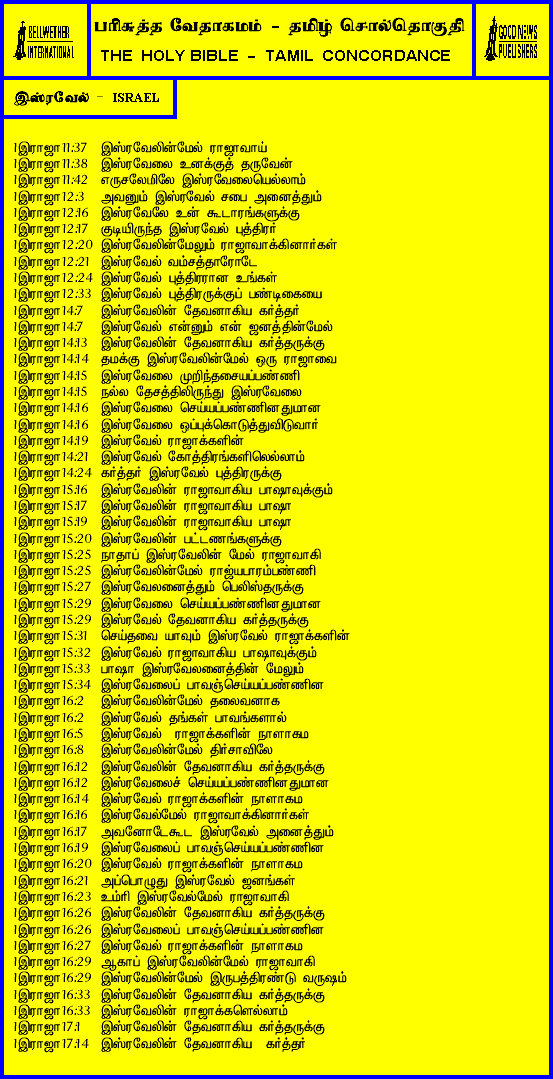 BELLWETHER
INTERNATIONAL
பரிசுத்த வேதாகமம் - தமிழ் சொல்தொகுதி
THE HOLY BIBLE - TAMIL CONCORDANCE
GOOD NEWS
PUBLISHERS
இஸ்ரவேல் - ISRAEL
1இராஜா11:37 இஸ்ரவேலின்மேல் ராஜாவாய்
1இராஜா11:38 இஸ்ரவேலை உனக்குத் தருவேன்
1இராஜா11:42 எருசலேமிலே இஸ்ரவேலையெல்லாம்
1இராஜா12:3 அவனும் இஸ்ரவேல் சபை அனைத்தும்
1இராஜா12:16 இஸ்ரவேலே உன் கூடாரங்களுக்கு
1இராஜா12:17 குடியிருந்த இஸ்ரவேல் புத்திரர்
1இராஜா12:20 இஸ்ரவேலின்மேலும் ராஜாவாக்கினார்கள்
1இராஜா12:21 இஸ்ரவேல் வம்சத்தாரோடே
1இராஜா12:24 இஸ்ரவேல் புத்திரரான உங்கள்
1இராஜா12:33 இஸ்ரவேல் புத்திரருக்குப் பண்டிகையை
1இராஜா14:7 இஸ்ரவேலின் தேவனாகிய கர்த்தர்
1இராஜா14:7 இஸ்ரவேல் என்னும் என் ஜனத்தின்மேல்
1இராஜா14:13 இஸ்ரவேலின் தேவனாகிய கர்த்தருக்கு
1இராஜா14:14 தமக்கு இஸ்ரவேலின்மேல் ஒரு ராஜாவை
1இராஜா14:15 இஸ்ரவேலை முறிந்தசையப்பண்ணி
1இராஜா14:15 நல்ல தேசத்திலிருந்து இஸ்ரவேலை
1இராஜா14:16 இஸ்ரவேலை செய்யப்பண்ணினதுமான
1இராஜா14:16 இஸ்ரவேலை ஒப்புக்கொடுத்துவிடுவார்
1இராஜா14:19 இஸ்ரவேல் ராஜாக்களின்
1இராஜா14:21 இஸ்ரவேல் கோத்திரங்களிலெல்லாம்
1இராஜா14:24 கர்த்தர் இஸ்ரவேல் புத்திரருக்கு
1இராஜா15:16 இஸ்ரவேலின் ராஜாவாகிய பாஷாவுக்கும்
1இராஜா15:17 இஸ்ரவேலின் ராஜாவாகிய பாஷா
1இராஜா15:19 இஸ்ரவேலின் ராஜாவாகிய பாஷா
1இராஜா15:20 இஸ்ரவேலின் பட்டணங்களுக்கு
1இராஜா15:25 நாதாப் இஸ்ரவேலின் மேல் ராஜாவாகி
1இராஜா15:25 இஸ்ரவேலின்மேல் ராஜ்யபாரம்பண்ணி
1இராஜா15:27 இஸ்ரவேலனைத்தும் பெலிஸ்தருக்கு
1இராஜா15:29 இஸ்ரவேலை செய்யப்பண்ணினதுமான
1இராஜா15:29 இஸ்ரவேல் தேவனாகிய கர்த்தருக்கு
1இராஜா15:31 செய்தவை யாவும் இஸ்ரவேல் ராஜாக்களின்
1இராஜா15:32 இஸ்ரவேல் ராஜாவாகிய பாஷாவுக்கும்
1இராஜா15:33 பாஷா இஸ்ரவேலனைத்தின் மேலும்
1இராஜா15:34 இஸ்ரவேலைப் பாவஞ்செய்யப்பண்ணின
1இராஜா16:2 இஸ்ரவேலின்மேல் தலைவனாக
1இராஜா16:2 இஸ்ரவேல் தங்கள் பாவங்களால்
1இராஜா16:5 இஸ்ரவேல் ராஜாக்களின் நாளாகம
1இராஜா16:8 இஸ்ரவேலின்மேல் திர்சாவிலே
1இராஜா16:12 இஸ்ரவேலின் தேவனாகிய கர்த்தருக்கு
1இராஜா16:12 இஸ்ரவேலைச் செய்யப்பண்ணினதுமான
1இராஜா16:14 இஸ்ரவேல் ராஜாக்களின் நாளாகம
1இராஜா16:16 இஸ்ரவேல்மேல் ராஜாவாக்கினார்கள்
1இராஜா16:17 அவனோடேகூட இஸ்ரவேல் அனைத்தும்
1இராஜா16:19 இஸ்ரவேலைப் பாவஞ்செய்யப்பண்ணின
1இராஜா16:20 இஸ்ரவேல் ராஜாக்களின் நாளாகம
1இராஜா16:21 அப்பொழுது இஸ்ரவேல் ஜனங்கள்
1இராஜா16:23 உம்ரி இஸ்ரவேல்மேல் ராஜாவாகி
1இராஜா16:26 இஸ்ரவேலின் தேவனாகிய கர்த்தருக்கு
1இராஜா16:26 இஸ்ரவேலைப் பாவஞ்செய்யப்பண்ணின
1இராஜா16:27 இஸ்ரவேல் ராஜாக்களின் நாளாகம
1இராஜா16:29 ஆகாப் இஸ்ரவேலின்மேல் ராஜாவாகி
1இராஜா16:29 இஸ்ரவேலின்மேல் இருபத்திரண்டு வருஷம்
1இராஜா16:33 இஸ்ரவேலின் தேவனாகிய கர்த்தருக்கு
1இராஜா16:33 இஸ்ரவேலின் ராஜாக்களெல்லாம்
1இராஜா17:1 இஸ்ரவேலின் தேவனாகிய கர்த்தருக்கு
1இராஜா17:14 இஸ்ரவேலின் தேவனாகிய கர்த்தர்